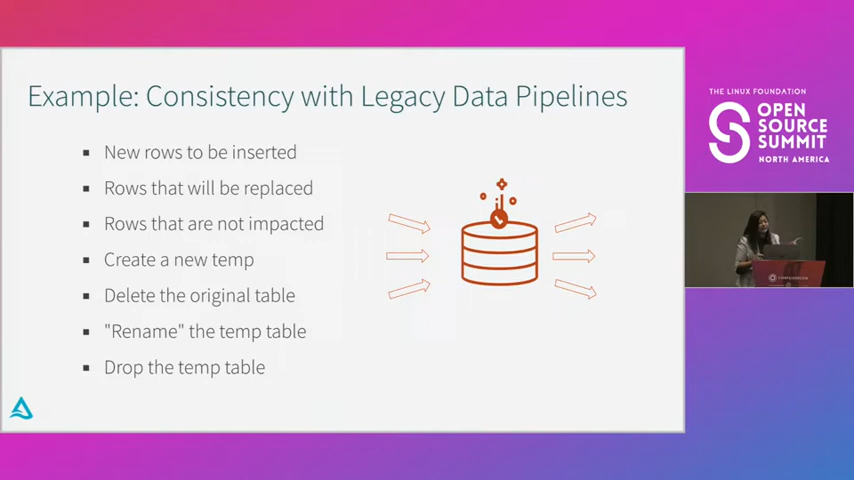 Example: Consistency with Legacy Data Pipelines
▪ New rows to be inserted
▪ Rows that will be replaced
▪ Rows that are not impacted
▪ Create a new temp
▪ Delete the original table
▪ "Rename" the temp table
▪ Drop the temp table
THE LINUX FOUNDATION
OPEN
SOURCE
SUMMIT
NORTH AMERICA